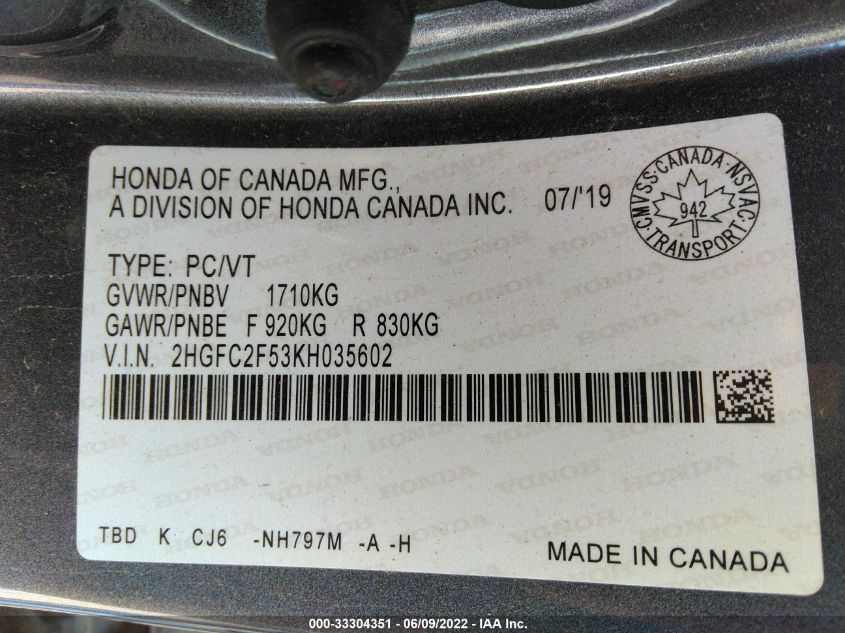 HONDA OF CANADA MFG.,
A DIVISION OF HONDA CANADA INC. 07/'19
CMVSS·CANADA·NSVAC·TRANSPORT·
942
TYPE: PC/VT
GVWR/PNBV 1710KG
GAWR/PNBE F 920KG R 830KG
V.I.N. 2HGFC2F53KH035602
TBD K CJ6 -NH797M -A -H
MADE IN CANADA
000-33304351 / 06/09/2022 - IAA Inc.